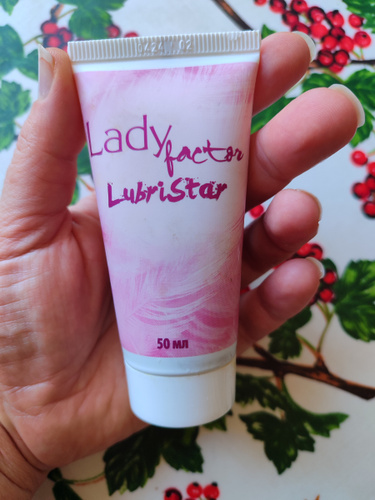 Lady
factor
LubriStar
50 мл